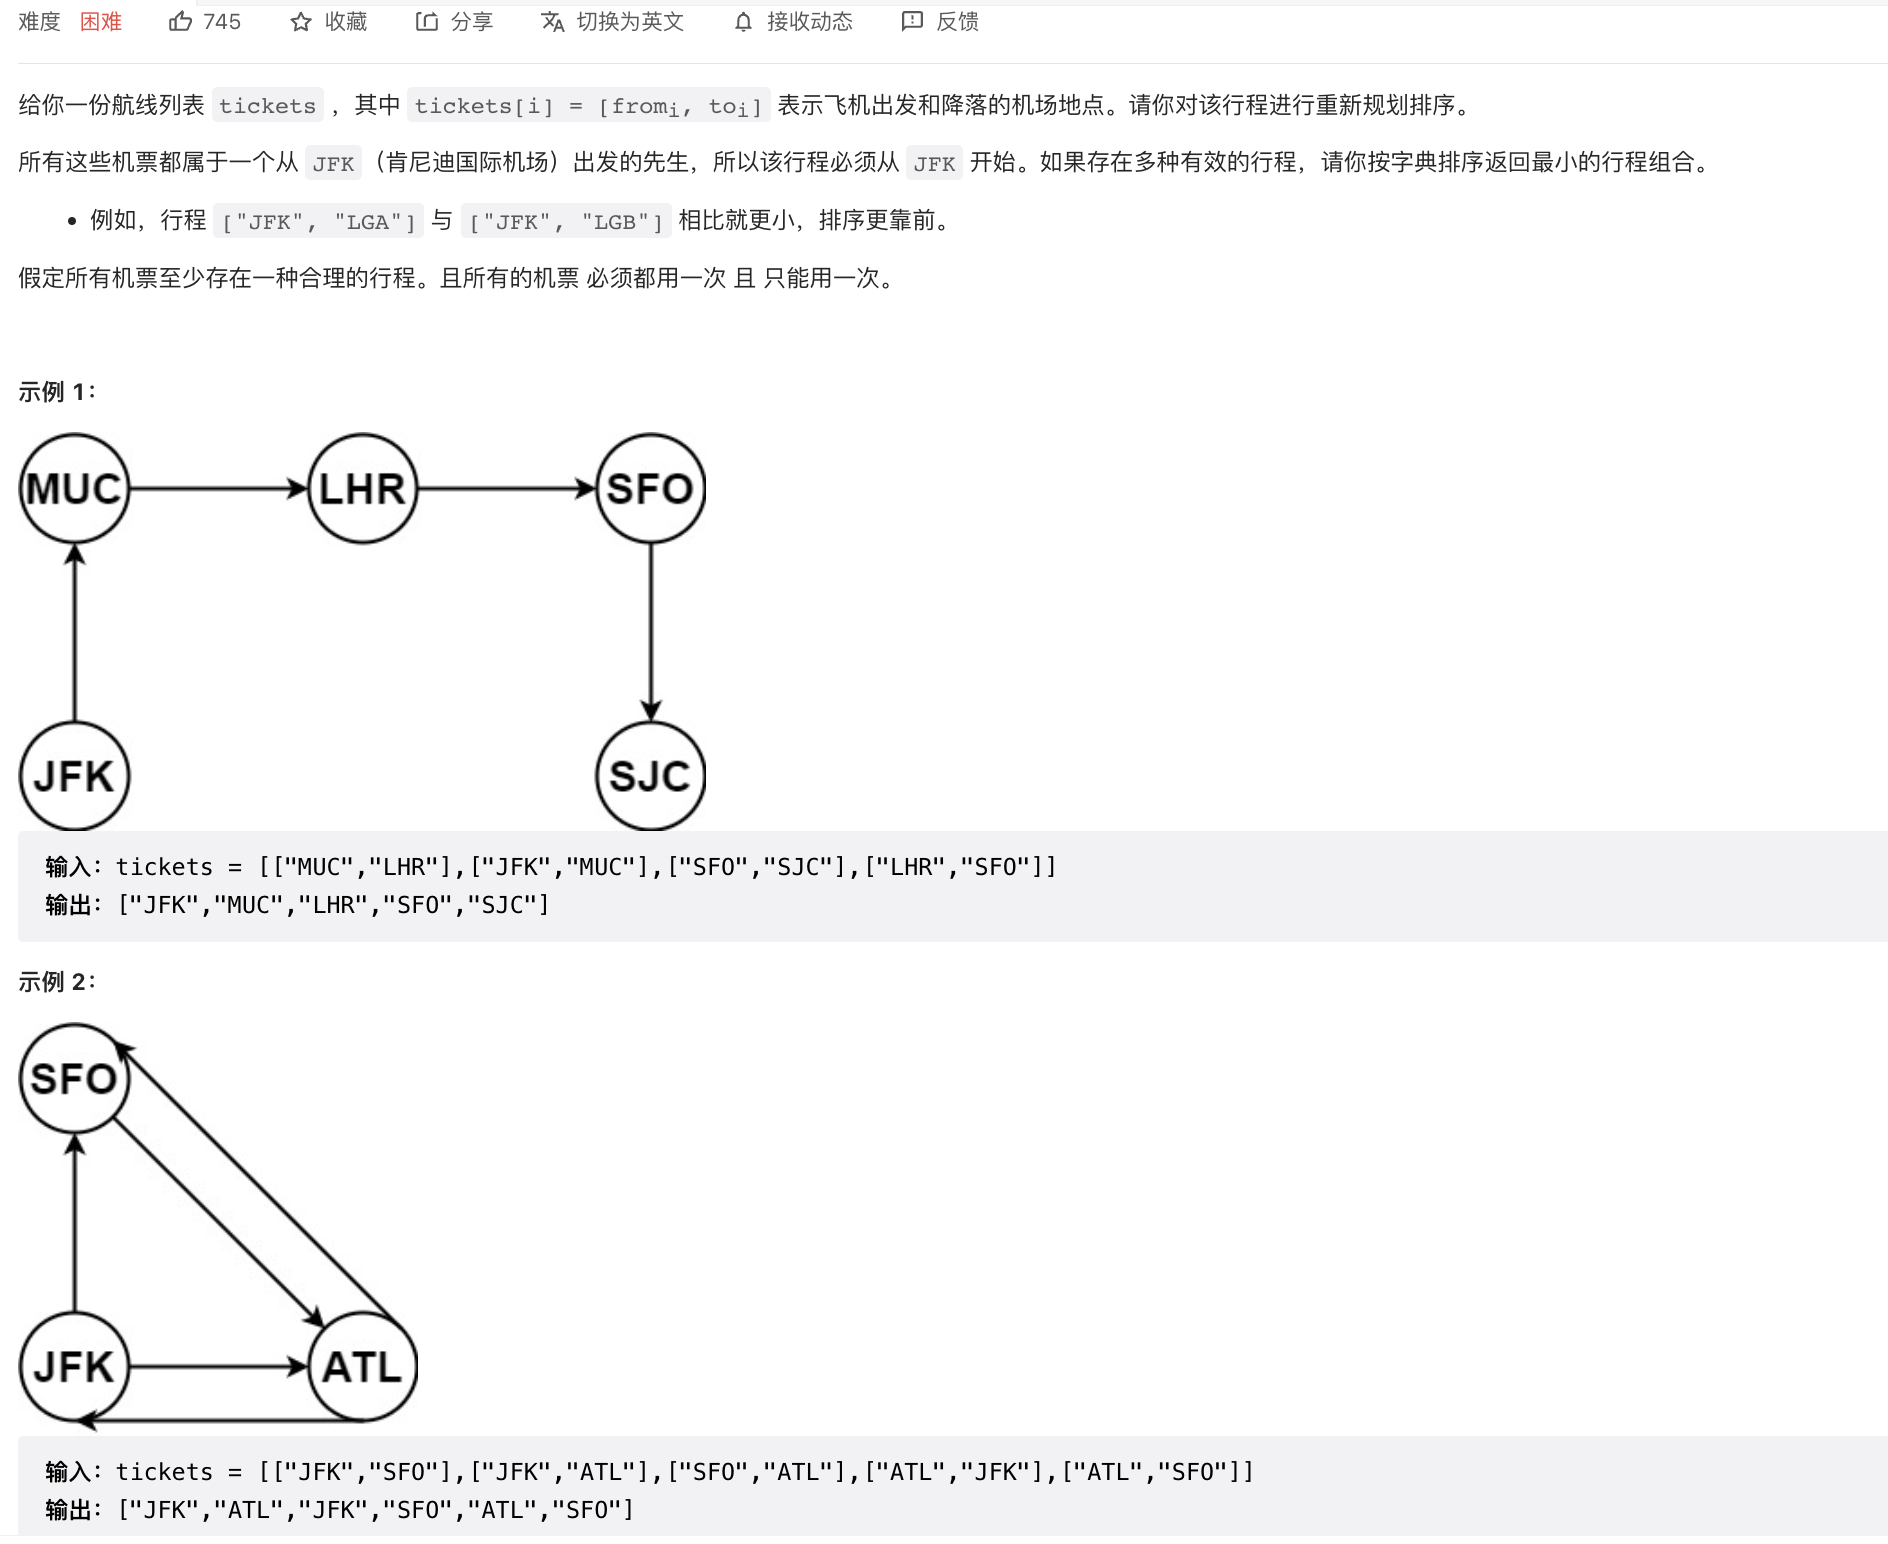 难度 困难 745 收藏 分享 切换为英文 接收动态 反馈
给你一份航线列表 tickets ，其中 tickets[i] = [fromi, toi] 表示飞机出发和降落的机场地点。请你对该行程进行重新规划排序。
所有这些机票都属于一个从 JFK（肯尼迪国际机场）出发的先生，所以该行程必须从 JFK 开始。如果存在多种有效的行程，请你按字典排序返回最小的行程组合。
• 例如，行程 ["JFK", "LGA"] 与 ["JFK", "LGB"] 相比就更小，排序更靠前。
假定所有机票至少存在一种合理的行程。且所有的机票 必须都用一次 且 只能用一次。
示例 1：
MUC LHR SFO
JFK SJC
输入：tickets = [["MUC","LHR"],["JFK","MUC"],["SFO","SJC"],["LHR","SFO"]]
输出：["JFK","MUC","LHR","SFO","SJC"]
示例 2：
SFO
JFK ATL
输入：tickets = [["JFK","SFO"],["JFK","ATL"],["SFO","ATL"],["ATL","JFK"],["ATL","SFO"]]
输出：["JFK","ATL","JFK","SFO","ATL","SFO"]